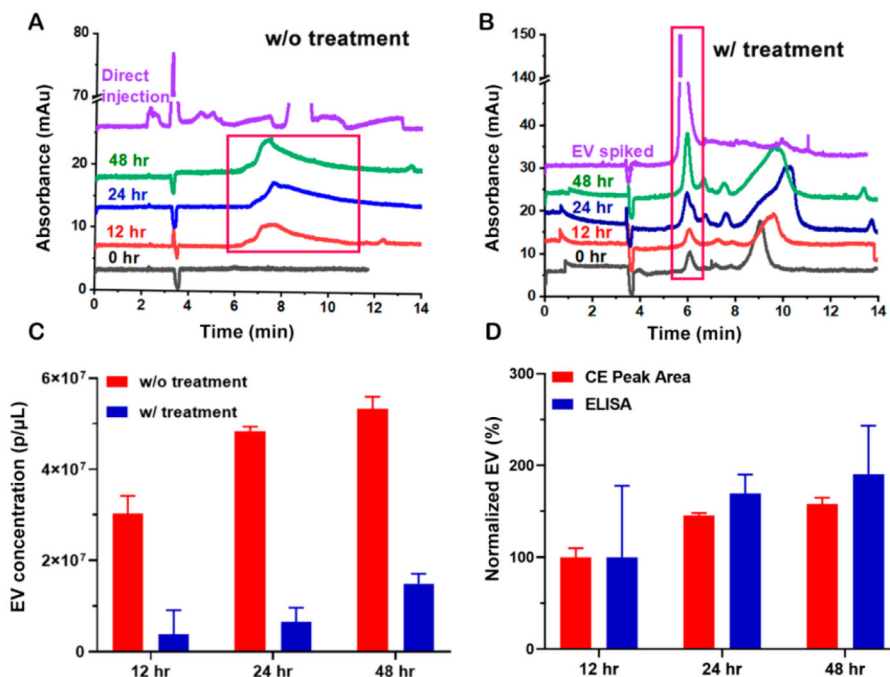 A
w/o treatment
80
70
20
10
0
Absorbance (mAu)
Direct
injection
48 hr
24 hr
12 hr
0 hr
0 2 4 6 8 10 12 14
Time (min)
B
w/ treatment
150
140
40
30
20
10
0
Absorbance (mAu)
EV spiked
48 hr
24 hr
12 hr
0 hr
0 2 4 6 8 10 12 14
Time (min)
C
6×10⁷
4×10⁷
2×10⁷
0
EV concentration (p/µL)
w/o treatment
w/ treatment
12 hr 24 hr 48 hr
D
300
200
100
0
Normalized EV (%)
CE Peak Area
ELISA
12 hr 24 hr 48 hr